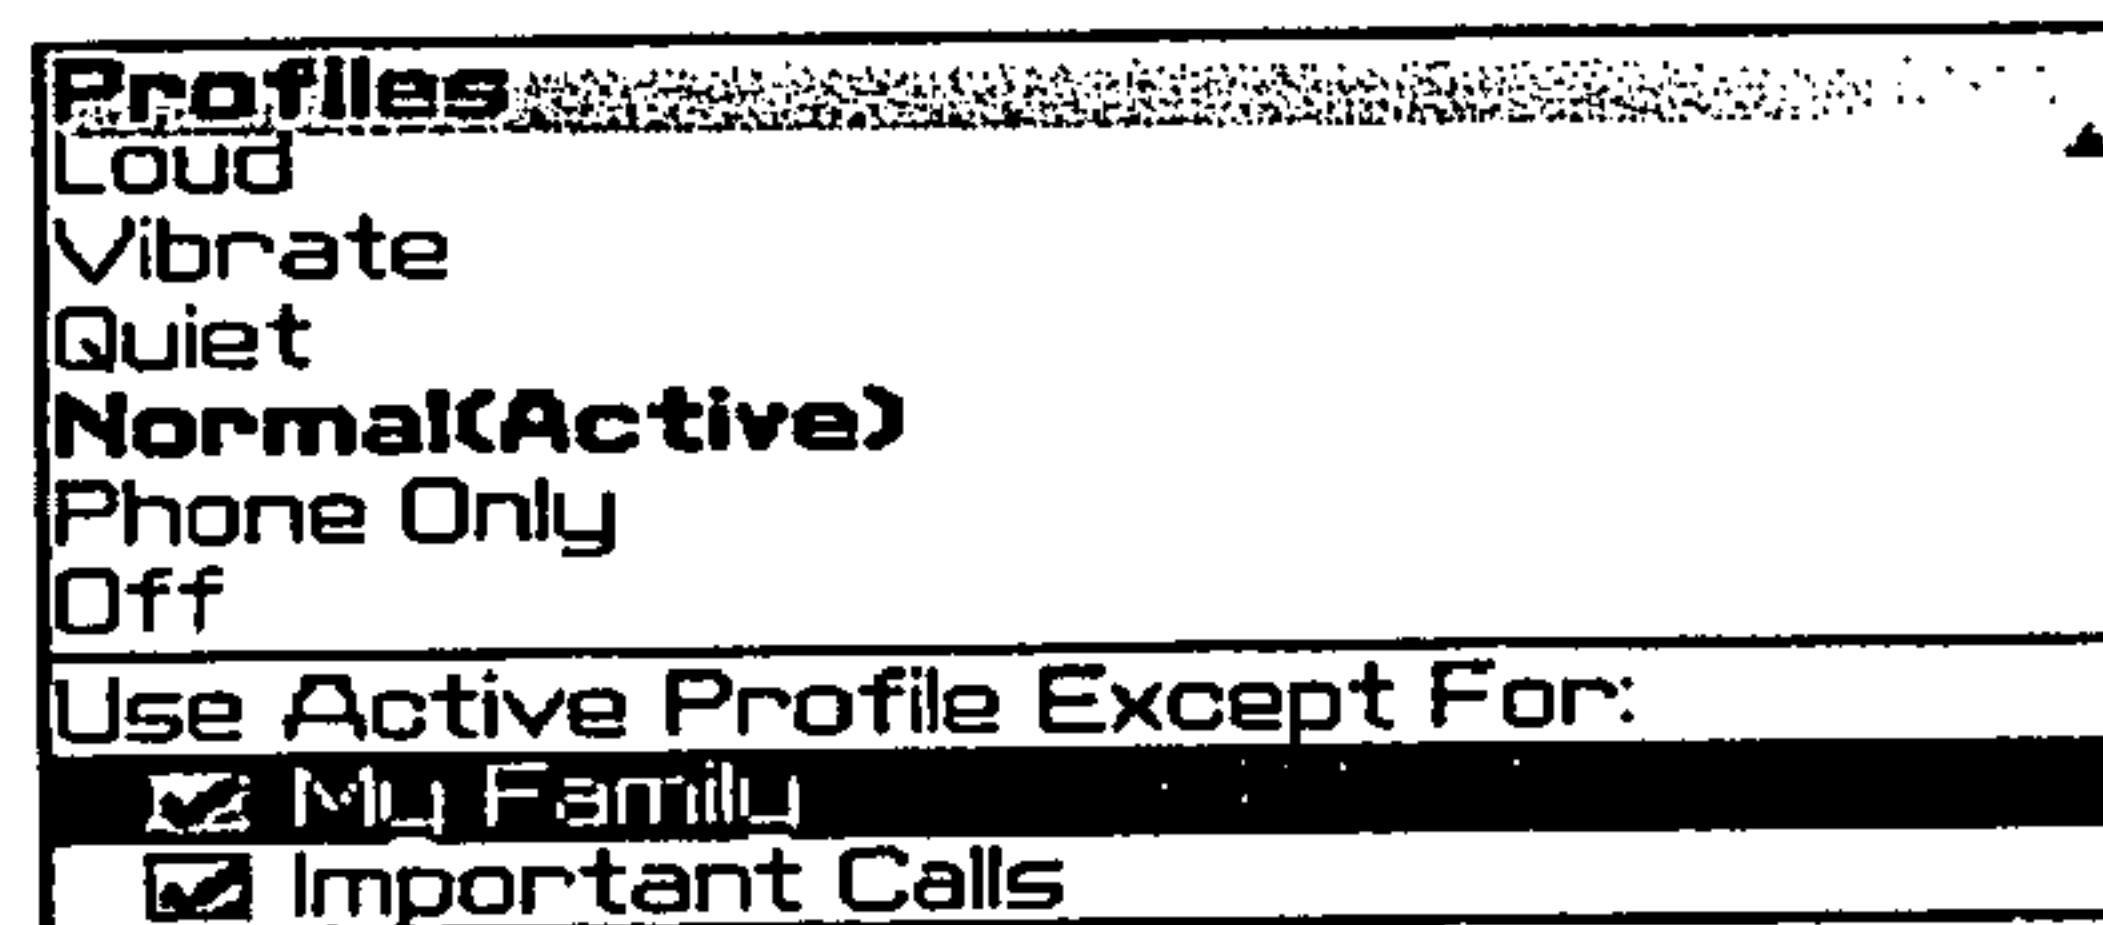 Profiles
Loud
Vibrate
Quiet
Normal(Active)
Phone Only
Off
Use Active Profile Except For:
My Family
Important Calls